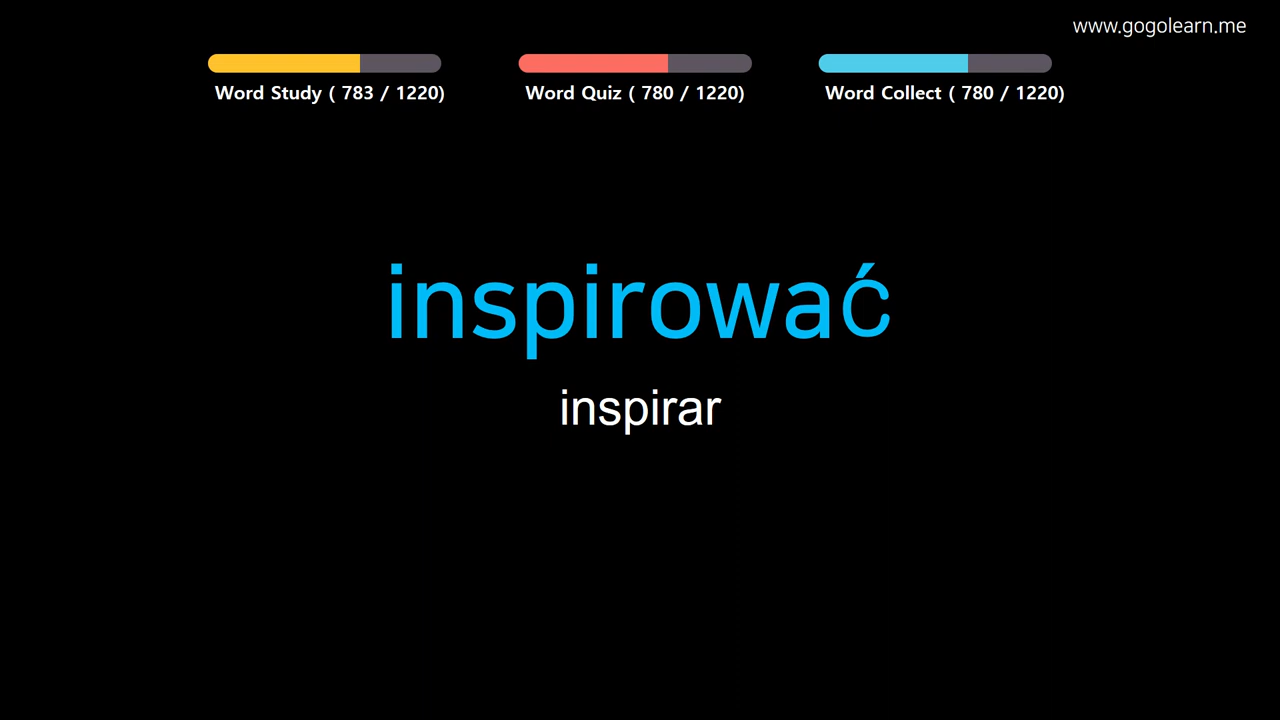 www.gogolearn.me
Word Study ( 783 / 1220)
Word Quiz ( 780 / 1220)
Word Collect ( 780 / 1220)
inspirować
inspirar